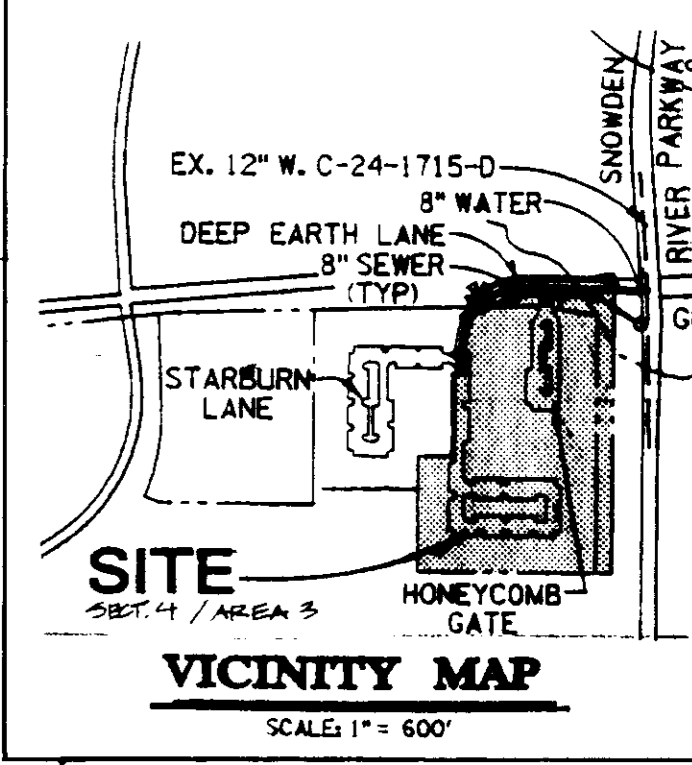 SNOWDEN
RIVER PARKWAY
EX. 12" W. C-24-1715-D
8" WATER
DEEP EARTH LANE
8" SEWER
(TYP)
STARBURN
LANE
SITE
SECT. 4 / AREA 3
HONEYCOMB
GATE
VICINITY MAP
SCALE: 1" = 600'